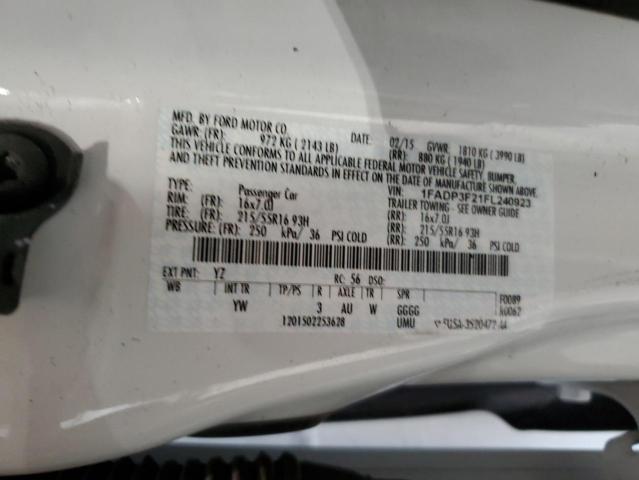 MFD. BY FORD MOTOR CO.
DATE: 02/15 GVWR 1810 KG ( 3990 LB)
GAWR: (FR): 972 KG ( 2143 LB) (RR): 880 KG ( 1940 LB)
THIS VEHICLE CONFORMS TO ALL APPLICABLE FEDERAL MOTOR VEHICLE SAFETY, BUMPER,
AND THEFT PREVENTION STANDARDS IN EFFECT ON THE DATE OF MANUFACTURE SHOWN ABOVE.
VIN: 1FADP3F21FL240923
TYPE: Passenger Car TRAILER TOWING - SEE OWNER GUIDE
RIM: (FR): 16x7.0J (RR): 16x7.0J
TIRE: (FR): 215/55R16 93H (RR): 215/55R16 93H
PRESSURE: (FR): 250 kPa/ 36 PSI COLD (RR): 250 kPa/ 36 PSI COLD
EXT PNT: YZ RC: 56 DSO:
WB INT TR TP/PS R AXLE TR SPR F0089
YW 3 AU W GGGG R0062
1201502253628 UMU